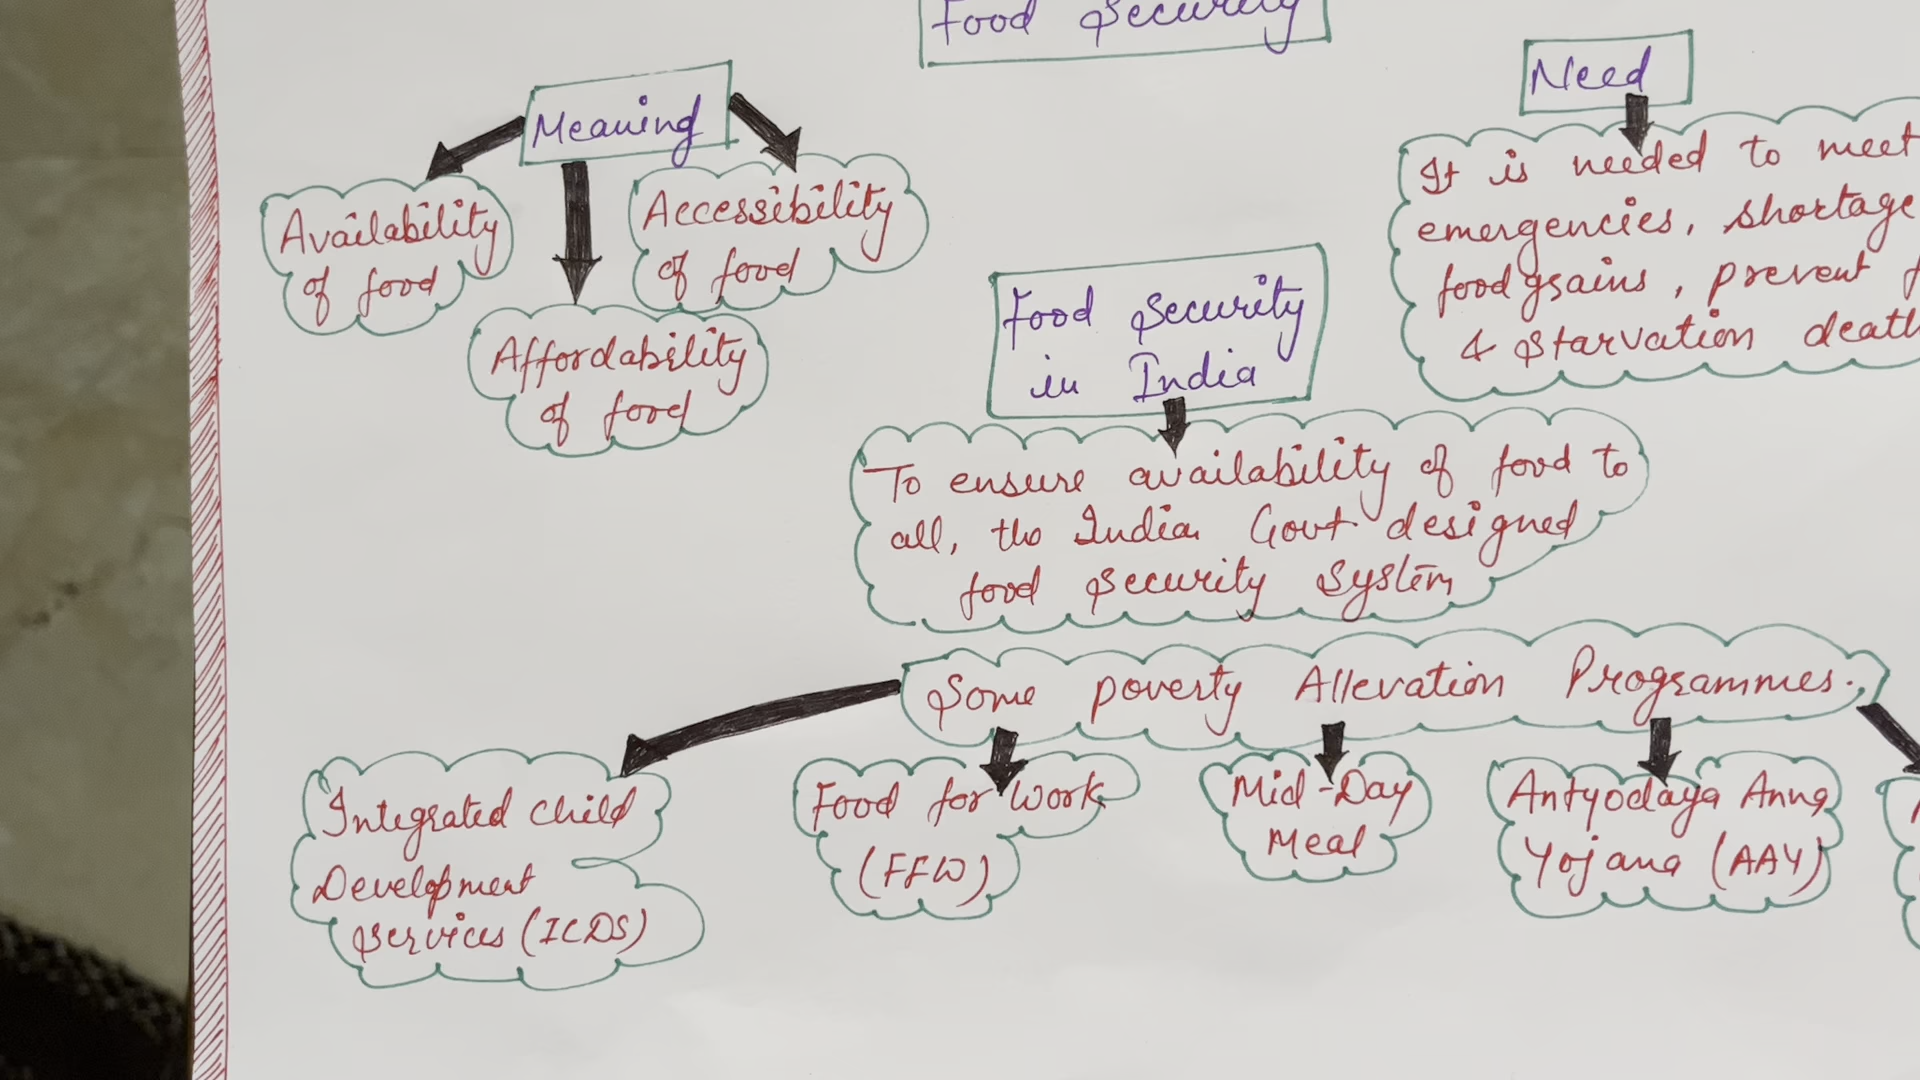 Food Security
Meaning
Need
Availability
of food
Accessibility
of food
Affordability
of food
It is needed to meet
emergencies, shortage
foodgrains, prevent
& starvation death
Food Security
in India
To ensure availability of food to
all, the India Govt designed
food security system
Some poverty Allevation Programmes.
Integrated child
Development
Services (ICDS)
Food for Work
(FFW)
Mid-Day
Meal
Antyodaya Anna
Yojana (AAY)